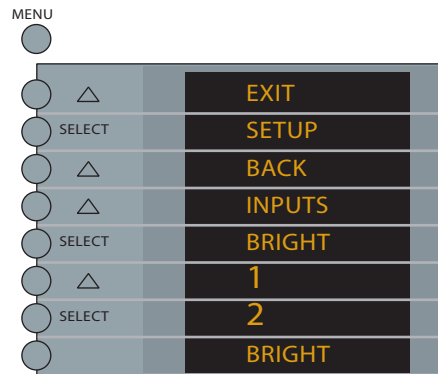 MENU
EXIT
SELECT SETUP
BACK
INPUTS
SELECT BRIGHT
1
SELECT 2
BRIGHT